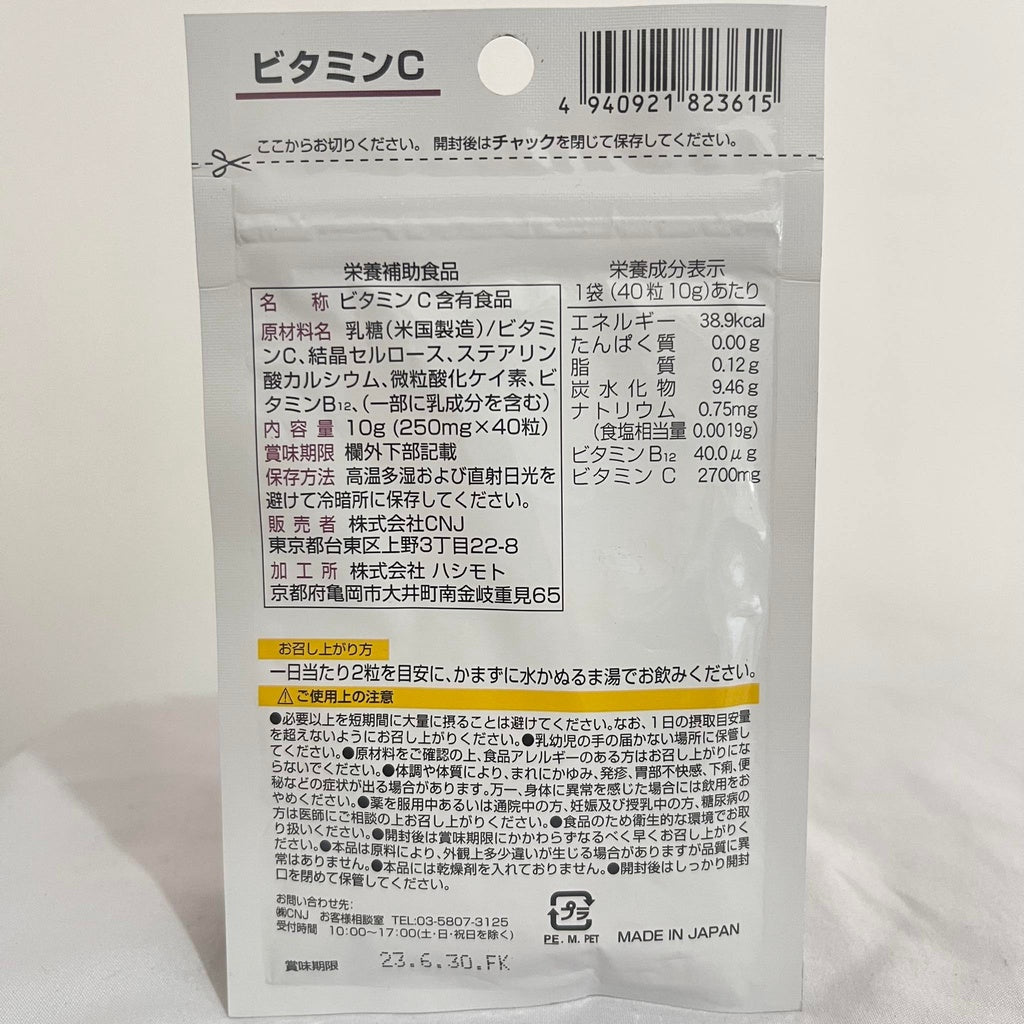 ビタミンC
4 940921 823615
ここからお切りください。 開封後はチャックを閉じて保存してください。
栄養補助食品
名 称 ビタミンC含有食品
原材料名 乳糖(米国製造)/ビタミ
ンC、結晶セルロース、ステアリン
酸カルシウム、微粒酸化ケイ素、ビ
タミンB12、(一部に乳成分を含む)
内容量 10g (250mg×40粒)
賞味期限 欄外下部記載
保存方法 高温多湿および直射日光を
避けて冷暗所に保存してください。
販売者 株式会社CNJ
東京都台東区上野3丁目22-8
加工所 株式会社 ハシモト
京都府亀岡市大井町南金岐重見65
栄養成分表示
1袋(40粒10g)あたり
エネルギー 38.9kcal
たんぱく質 0.00g
脂質 0.12g
炭水化物 9.46g
ナトリウム 0.75mg
(食塩相当量 0.0019g)
ビタミンB12 40.0μg
ビタミンC 2700mg
お召し上がり方
一日当たり2粒を目安に、かまずに水かぬるま湯でお飲みください。
⚠ご使用上の注意
●必要以上を短期間に大量に摂ることは避けてください。なお、1日の摂取目安量
を超えないようにお召し上がりください。●乳幼児の手の届かない場所に保管し
てください。●原材料をご確認の上、食品アレルギーのある方はお召し上がりにな
らないでください。●体調や体質により、まれにかゆみ、発疹、胃部不快感、下痢、便
秘などの症状が出る場合があります。万一、身体に異常を感じた場合には飲用をお
やめください。●薬を服用中あるいは通院中の方、妊娠及び授乳中の方、糖尿病の
方は医師にご相談の上お召し上がりください。●食品のため衛生的な環境でお取
り扱いください。●開封後は賞味期限にかかわらずなるべく早くお召し上がりく
ださい。●本品は原料により、外観上多少違いが生じる場合がありますが品質に異
常はありません。●本品には乾燥剤を入れておりません。●開封後はしっかり開封
口を閉めて保管してください。
お問い合わせ先:
㈱CNJ お客様相談室 TEL:03-5807-3125
受付時間 10:00〜17:00(土・日・祝日を除く)
プラ
PE. M. PET
MADE IN JAPAN
賞味期限 23.6.30.FK